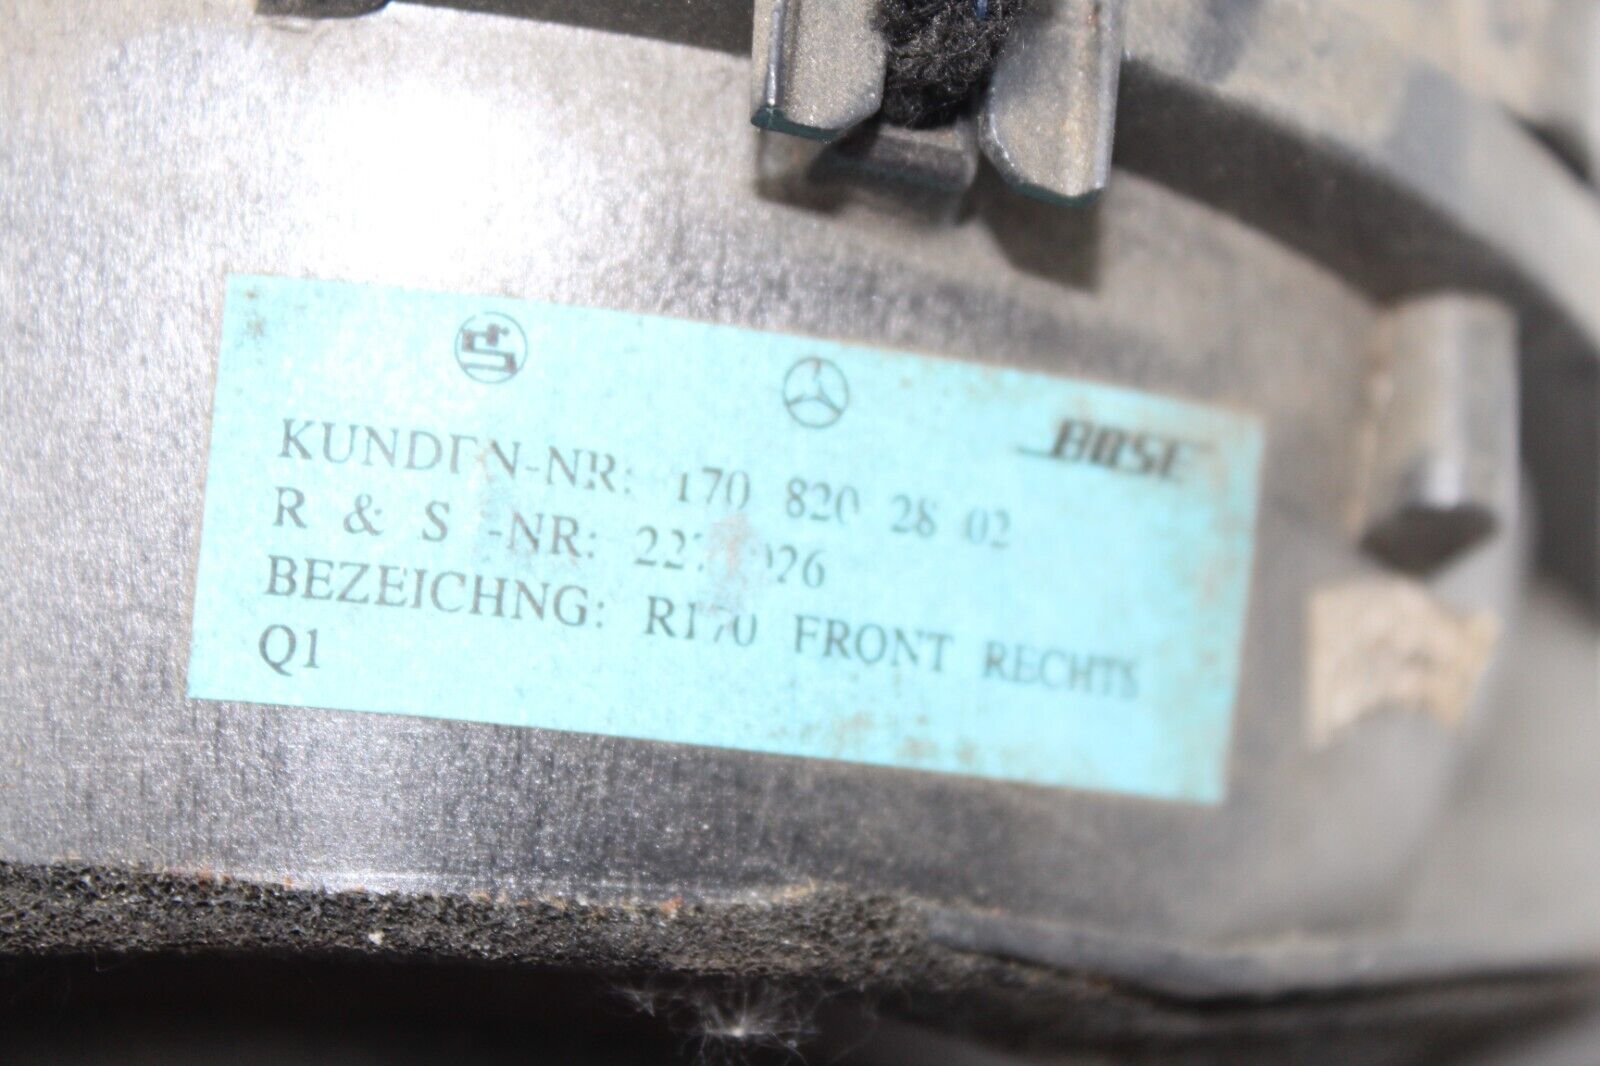 BOSE
KUNDEN-NR: 170 820 28 02
R & S -NR:
BEZEICHNG: R170 FRONT RECHTS
Q1